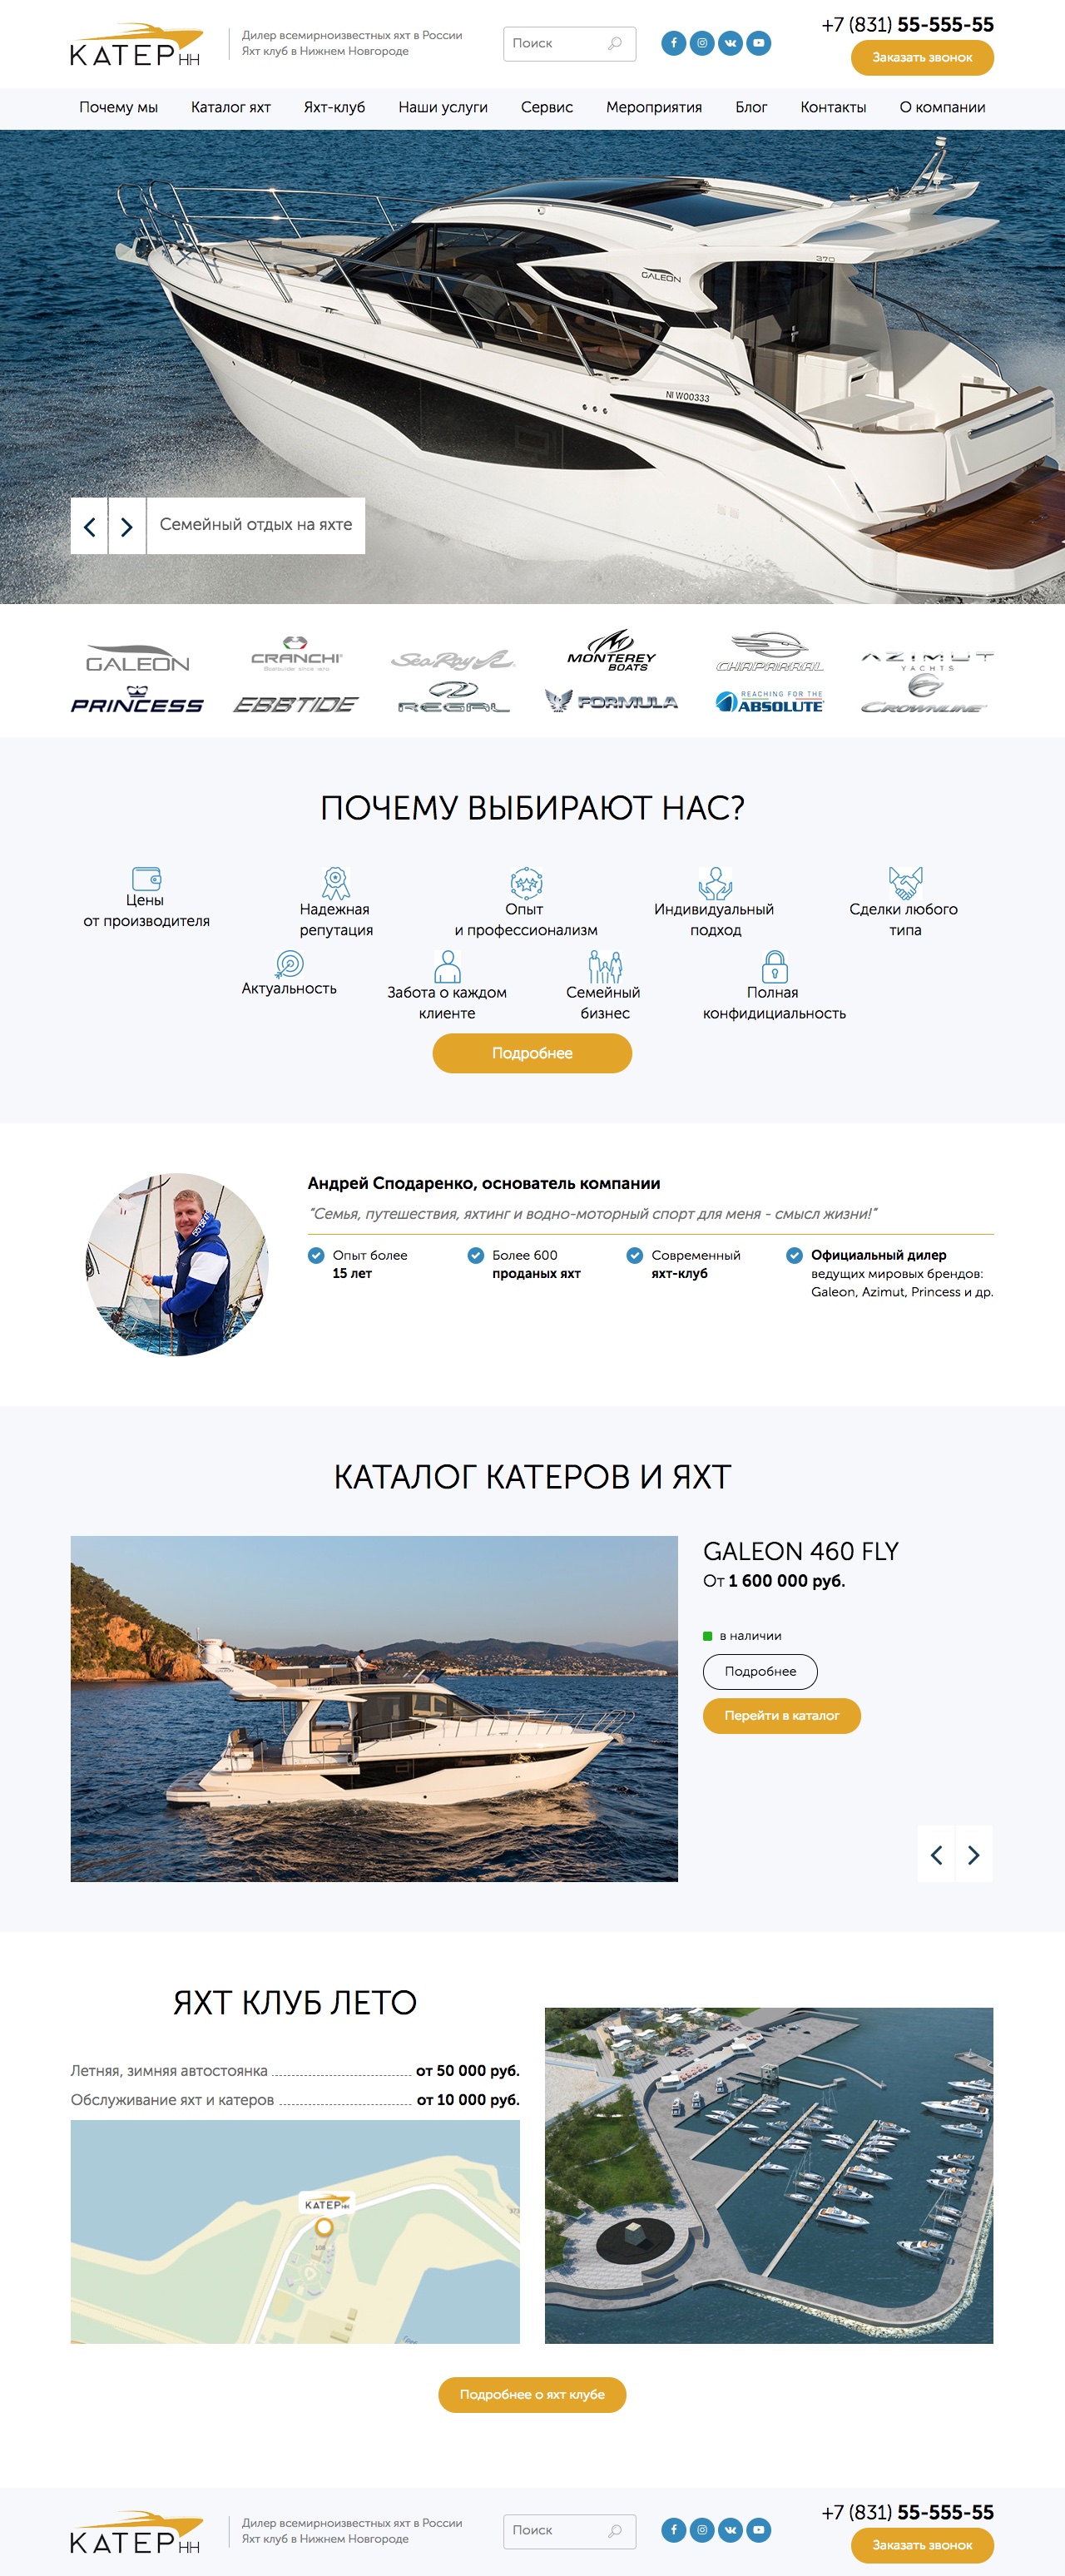 КАТЕР НН
Дилер всемирноизвестных яхт в России
Яхт клуб в Нижнем Новгороде
Поиск
+7 (831) 55-555-55
Заказать звонок
Почему мы
Каталог яхт
Яхт-клуб
Наши услуги
Сервис
Мероприятия
Блог
Контакты
О компании
370
GALEON
NI W00333
Семейный отдых на яхте
GALEON
CRANCHI
SeaRay
MONTEREY
BOATS
CHAPARRAL
AZIMUT
YACHTS
PRINCESS
EBBTIDE
REGAL
FORMULA
REACHING FOR THE
ABSOLUTE
CROWNLINE
ПОЧЕМУ ВЫБИРАЮТ НАС?
Цены
от производителя
Надежная
репутация
Опыт
и профессионализм
Индивидуальный
подход
Сделки любого
типа
Актуальность
Забота о каждом
клиенте
Семейный
бизнес
Полная
конфидициальность
Подробнее
Андрей Сподаренко, основатель компании
“Семья, путешествия, яхтинг и водно-моторный спорт для меня - смысл жизни!”
Опыт более
15 лет
Более 600
проданых яхт
Современный
яхт-клуб
Официальный дилер
ведущих мировых брендов:
Galeon, Azimut, Princess и др.
КАТАЛОГ КАТЕРОВ И ЯХТ
GALEON 460 FLY
От 1 600 000 руб.
в наличии
Подробнее
Перейти в каталог
ЯХТ КЛУБ ЛЕТО
Летняя, зимняя автостоянка от 50 000 руб.
Обслуживание яхт и катеров от 10 000 руб.
КАТЕР НН
Подробнее о яхт клубе
КАТЕР НН
Дилер всемирноизвестных яхт в России
Яхт клуб в Нижнем Новгороде
Поиск
+7 (831) 55-555-55
Заказать звонок